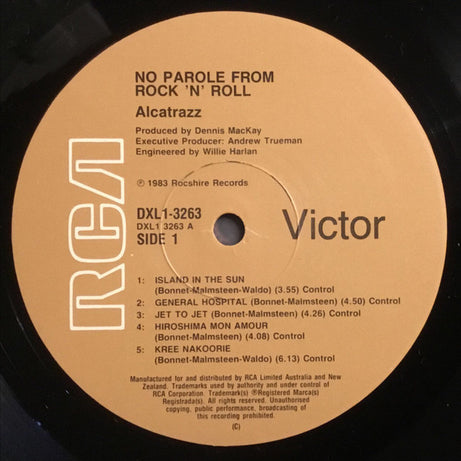 NO PAROLE FROM
ROCK 'N' ROLL
Alcatrazz
Produced by Dennis MacKay
Executive Producer: Andrew Trueman
Engineered by Willie Harlan
℗ 1983 Rocshire Records
RCA
DXL1-3263
DXL1 3263 A
SIDE 1
Victor
1: ISLAND IN THE SUN
(Bonnet-Malmsteen-Waldo) (3.55) Control
2: GENERAL HOSPITAL (Bonnet-Malmsteen) (4.50) Control
3: JET TO JET (Bonnet-Malmsteen) (4.26) Control
4: HIROSHIMA MON AMOUR
(Bonnet-Malmsteen) (4.08) Control
5: KREE NAKOORIE
(Bonnet-Malmsteen-Waldo) (6.13) Control
Manufactured for and distributed by RCA Limited Australia and New
Zealand. Trademarks used by authority and under control of
RCA Corporation. Trademark(s) ®Registered Marca(s)
Registrada(s). All rights reserved. Unauthorised
copying, public performance, broadcasting of
this recording prohibited.
(C)